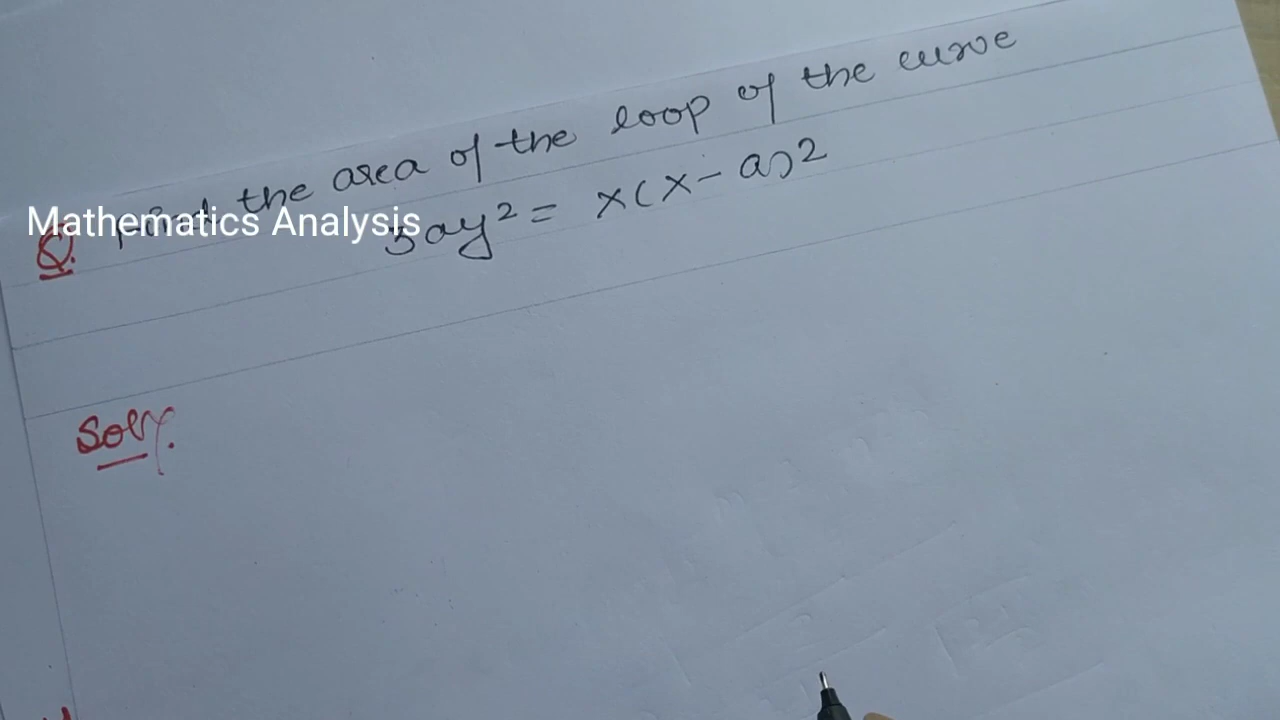 Q. Find the area of the loop of the curve
3ay² = x(x-a)²
Mathematics Analysis
Solⁿ.